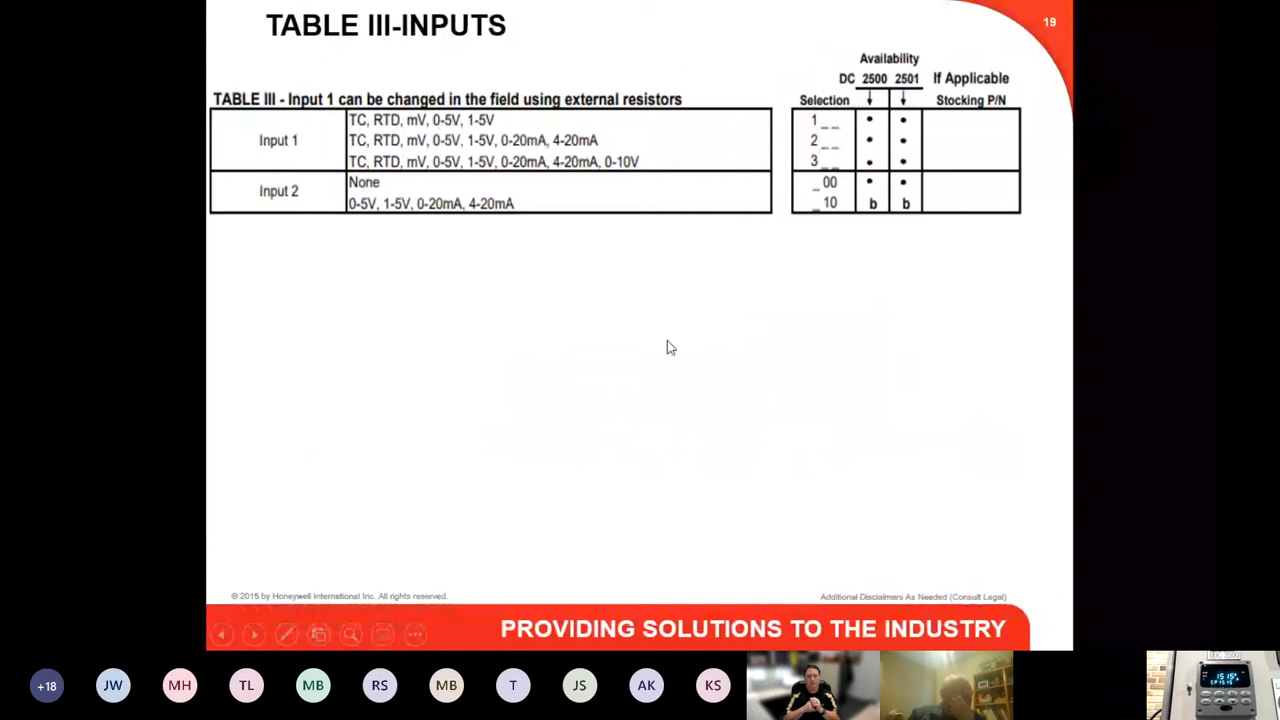 TABLE III-INPUTS
19
Availability
DC 2500 2501
If Applicable
TABLE III - Input 1 can be changed in the field using external resistors
Selection
Stocking P/N
Input 1
TC, RTD, mV, 0-5V, 1-5V
1 _ _
TC, RTD, mV, 0-5V, 1-5V, 0-20mA, 4-20mA
2 _ _
TC, RTD, mV, 0-5V, 1-5V, 0-20mA, 4-20mA, 0-10V
3 _ _
Input 2
None
_ 00
0-5V, 1-5V, 0-20mA, 4-20mA
_ 10 b b
© 2015 by Honeywell International Inc. All rights reserved.
Additional Disclaimers As Needed (Consult Legal)
PROVIDING SOLUTIONS TO THE INDUSTRY
+18 JW MH TL MB RS MB T JS AK KS